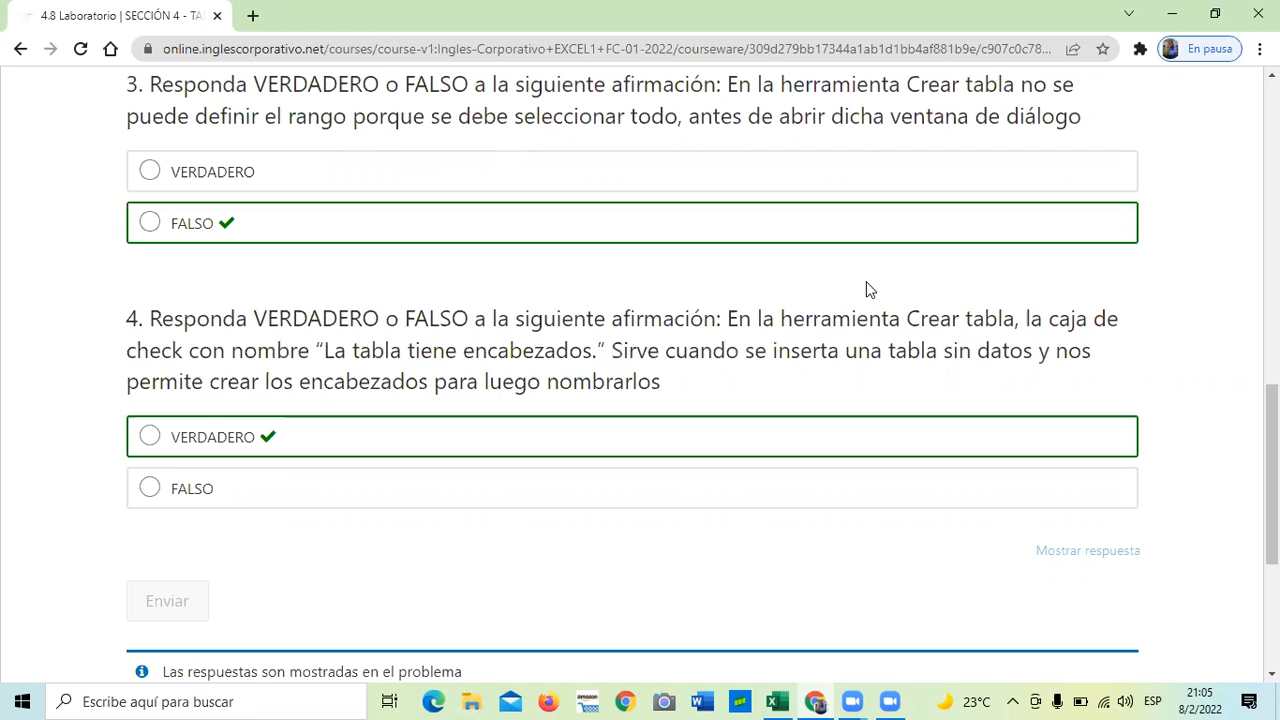 4.8 Laboratorio | SECCIÓN 4 - TA
online.inglescorporativo.net/courses/course-v1:Ingles-Corporativo+EXCEL1+FC-01-2022/courseware/309d279bb17344a1ab1d1bb4af881b9e/c907c0c78...
En pausa
3. Responda VERDADERO o FALSO a la siguiente afirmación: En la herramienta Crear tabla no se
puede definir el rango porque se debe seleccionar todo, antes de abrir dicha ventana de diálogo
VERDADERO
FALSO
4. Responda VERDADERO o FALSO a la siguiente afirmación: En la herramienta Crear tabla, la caja de
check con nombre “La tabla tiene encabezados.” Sirve cuando se inserta una tabla sin datos y nos
permite crear los encabezados para luego nombrarlos
VERDADERO
FALSO
Mostrar respuesta
Enviar
Las respuestas son mostradas en el problema
Escribe aquí para buscar
amazon
23°C
ESP
21:05
8/2/2022